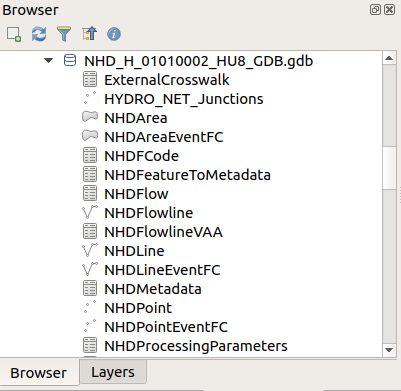 Browser
NHD_H_01010002_HU8_GDB.gdb
ExternalCrosswalk
HYDRO_NET_Junctions
NHDArea
NHDAreaEventFC
NHDFCode
NHDFeatureToMetadata
NHDFlow
NHDFlowline
NHDFlowlineVAA
NHDLine
NHDLineEventFC
NHDMetadata
NHDPoint
NHDPointEventFC
NHDProcessingParameters
Browser Layers